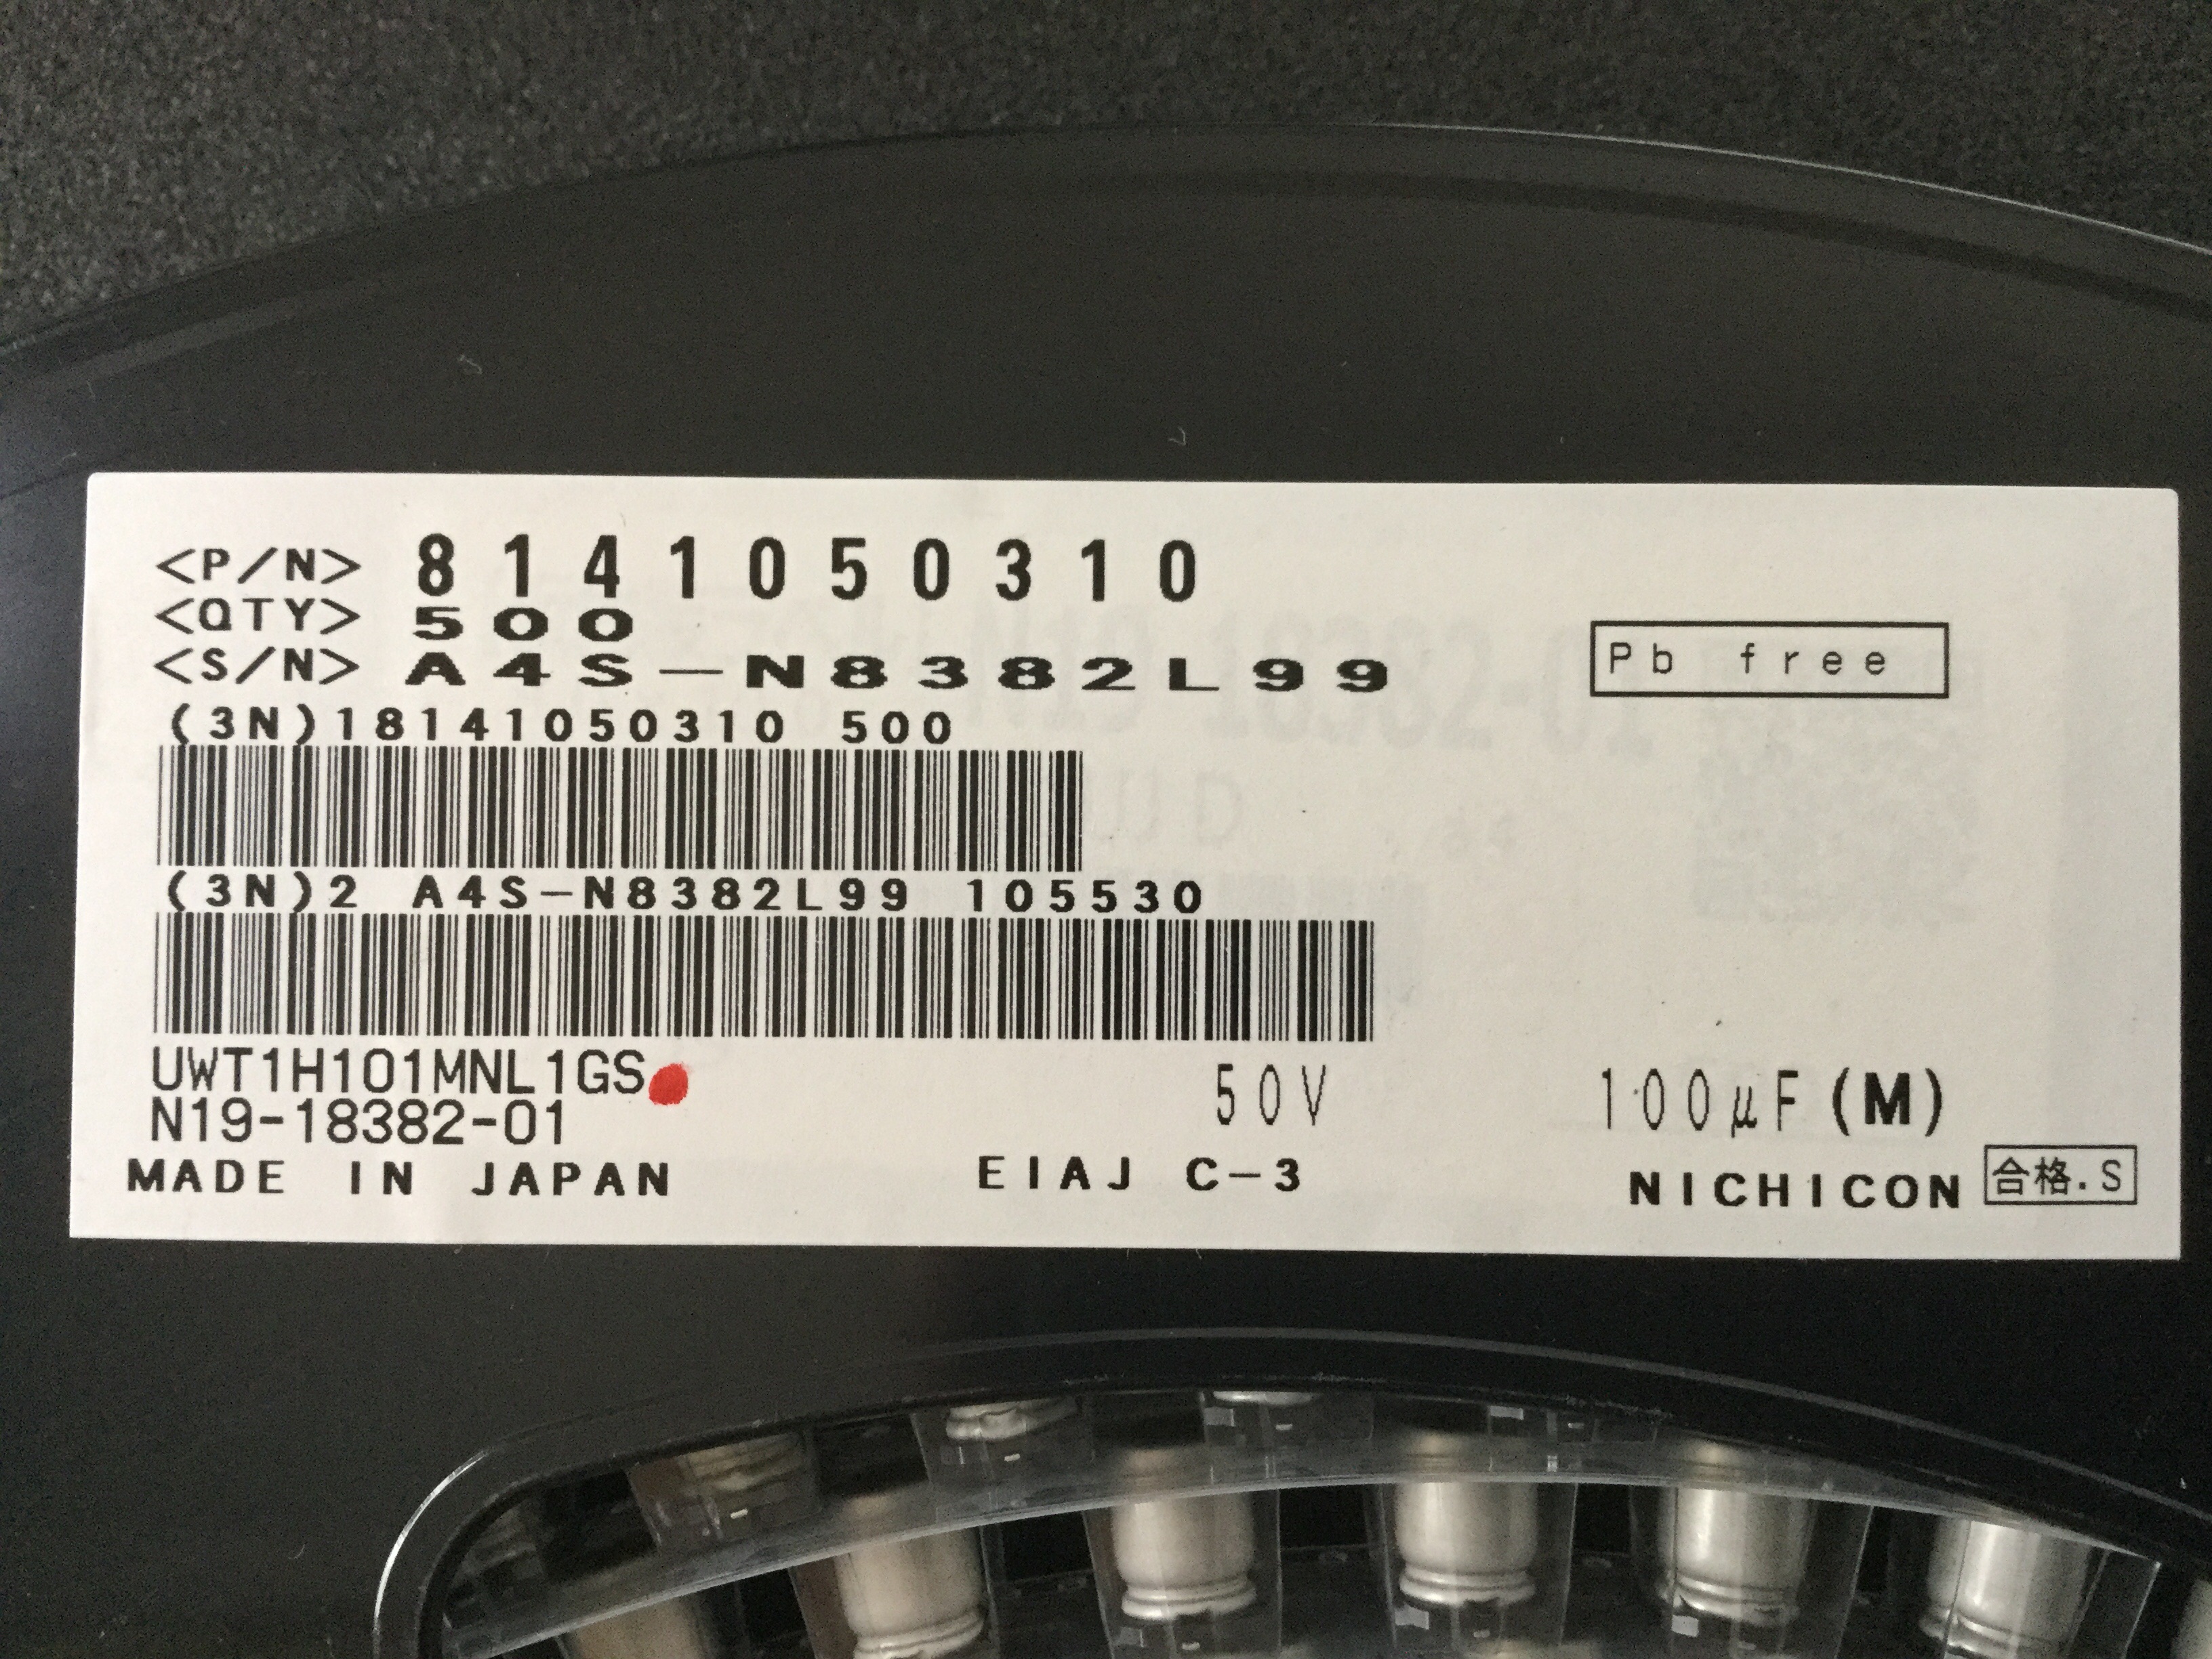 <P/N> 8141050310
<QTY> 500
<S/N> A4S-N8382L99
Pb free
(3N)18141050310 500
(3N)2 A4S-N8382L99 105530
UWT1H101MNL1GS
50V
100μF(M)
N19-18382-01
MADE IN JAPAN
EIAJ C-3
NICHICON
合格.S